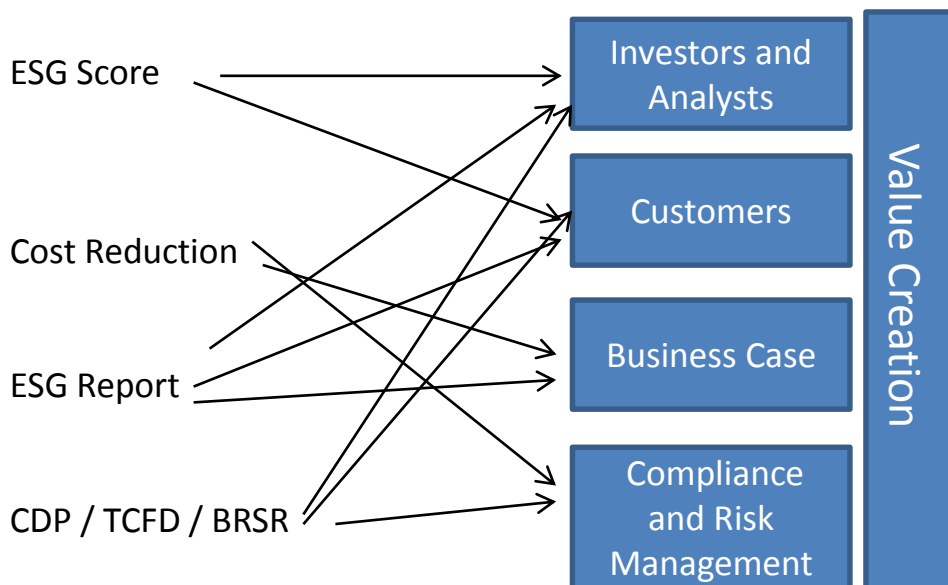 ESG Score
Cost Reduction
ESG Report
CDP / TCFD / BRSR
Investors and
Analysts
Customers
Business Case
Compliance
and Risk
Management
Value Creation